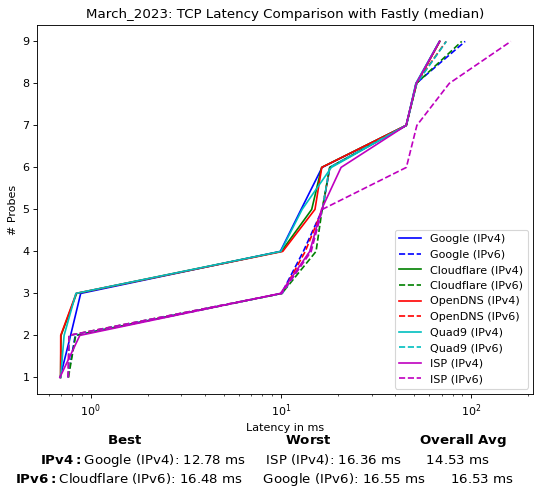 March_2023: TCP Latency Comparison with Fastly (median)
9
8
7
6
5
4
3
2
1
# Probes
Google (IPv4)
Google (IPv6)
Cloudflare (IPv4)
Cloudflare (IPv6)
OpenDNS (IPv4)
OpenDNS (IPv6)
Quad9 (IPv4)
Quad9 (IPv6)
ISP (IPv4)
ISP (IPv6)
10⁰ 10¹ 10²
Latency in ms
Best Worst Overall Avg
IPv4: Google (IPv4): 12.78 ms ISP (IPv4): 16.36 ms 14.53 ms
IPv6: Cloudflare (IPv6): 16.48 ms Google (IPv6): 16.55 ms 16.53 ms